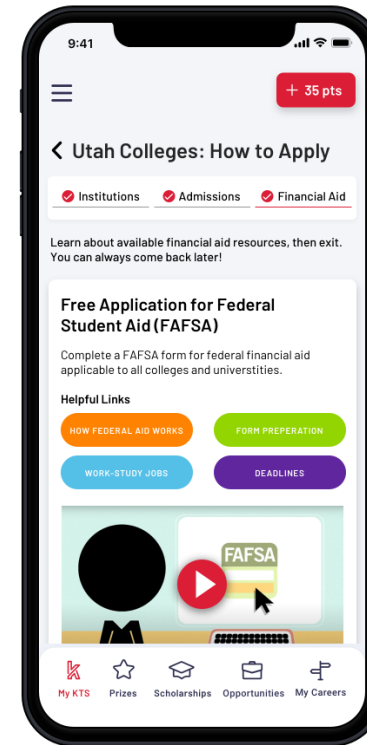 9:41
+ 35 pts
Utah Colleges: How to Apply
Institutions Admissions Financial Aid
Learn about available financial aid resources, then exit.
You can always come back later!
Free Application for Federal
Student Aid (FAFSA)
Complete a FAFSA form for federal financial aid
applicable to all colleges and universtities.
Helpful Links
HOW FEDERAL AID WORKS FORM PREPERATION
WORK-STUDY JOBS DEADLINES
FAFSA
My KTS Prizes Scholarships Opportunities My Careers